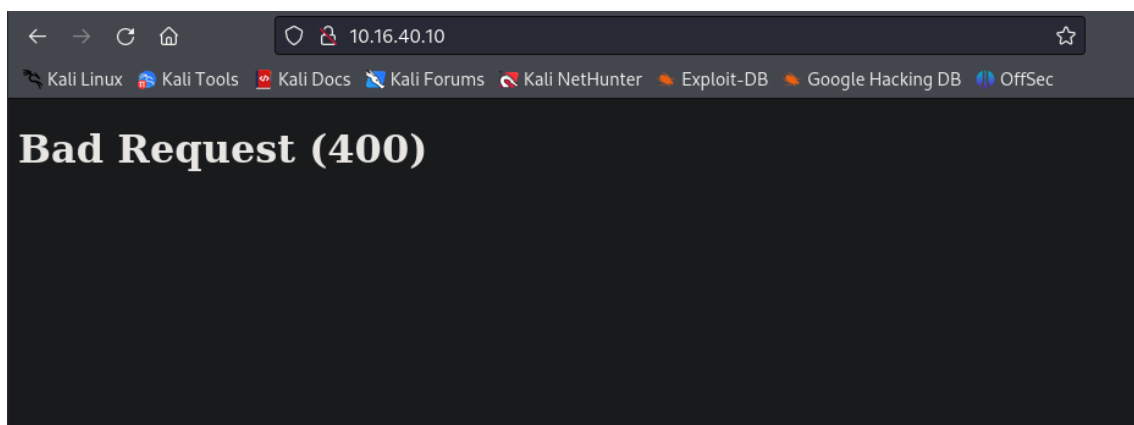 10.16.40.10
Kali Linux Kali Tools Kali Docs Kali Forums Kali NetHunter Exploit-DB Google Hacking DB OffSec
Bad Request (400)